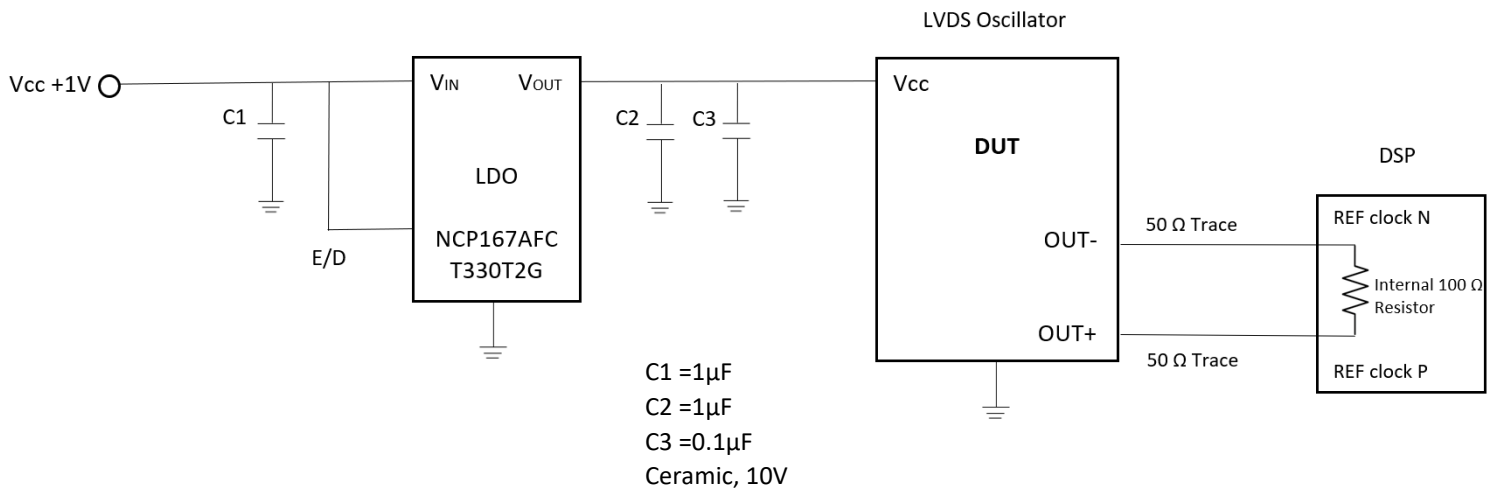 LVDS Oscillator
Vcc +1V
VIN
VOUT
Vcc
C1
C2
C3
DUT
DSP
LDO
REF clock N
50 Ω Trace
NCP167AFC
T330T2G
E/D
OUT-
Internal 100 Ω
Resistor
OUT+
50 Ω Trace
REF clock P
C1 =1µF
C2 =1µF
C3 =0.1µF
Ceramic, 10V